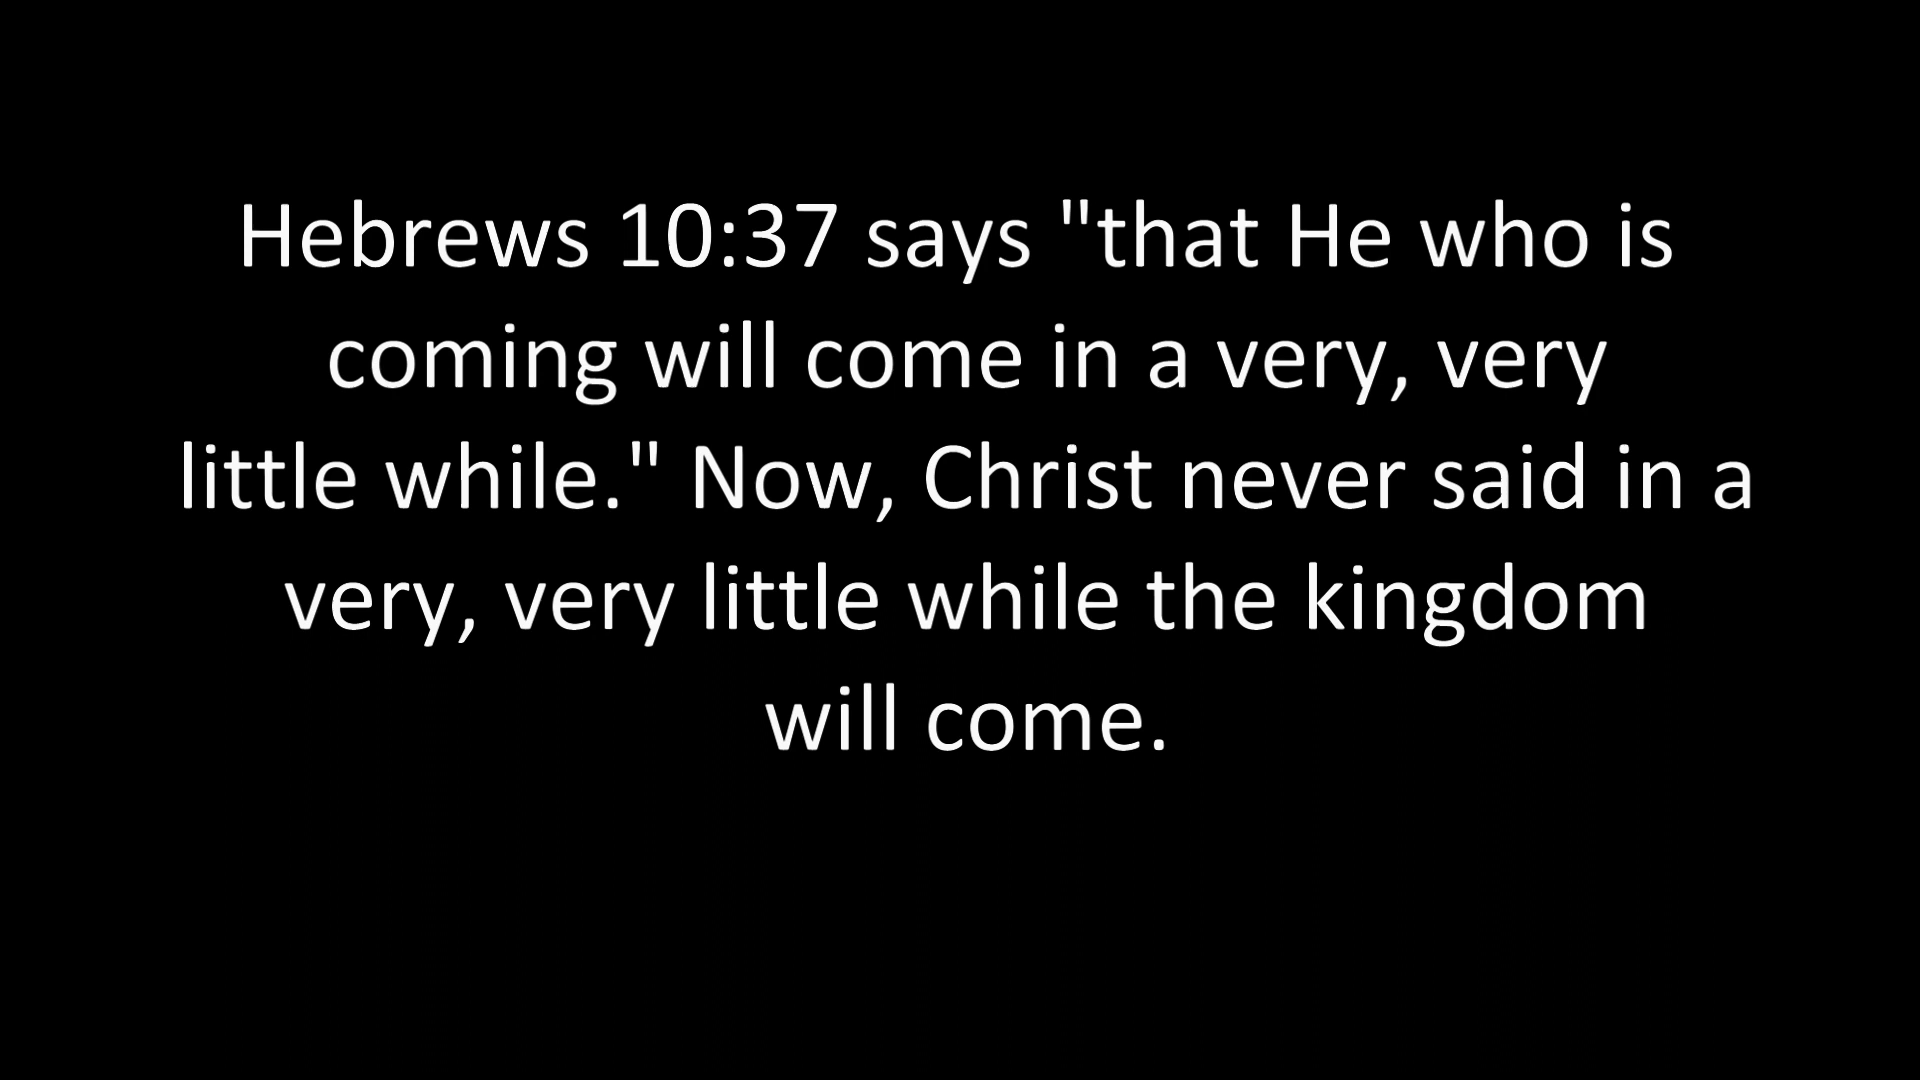 Hebrews 10:37 says "that He who is
coming will come in a very, very
little while." Now, Christ never said in a
very, very little while the kingdom
will come.